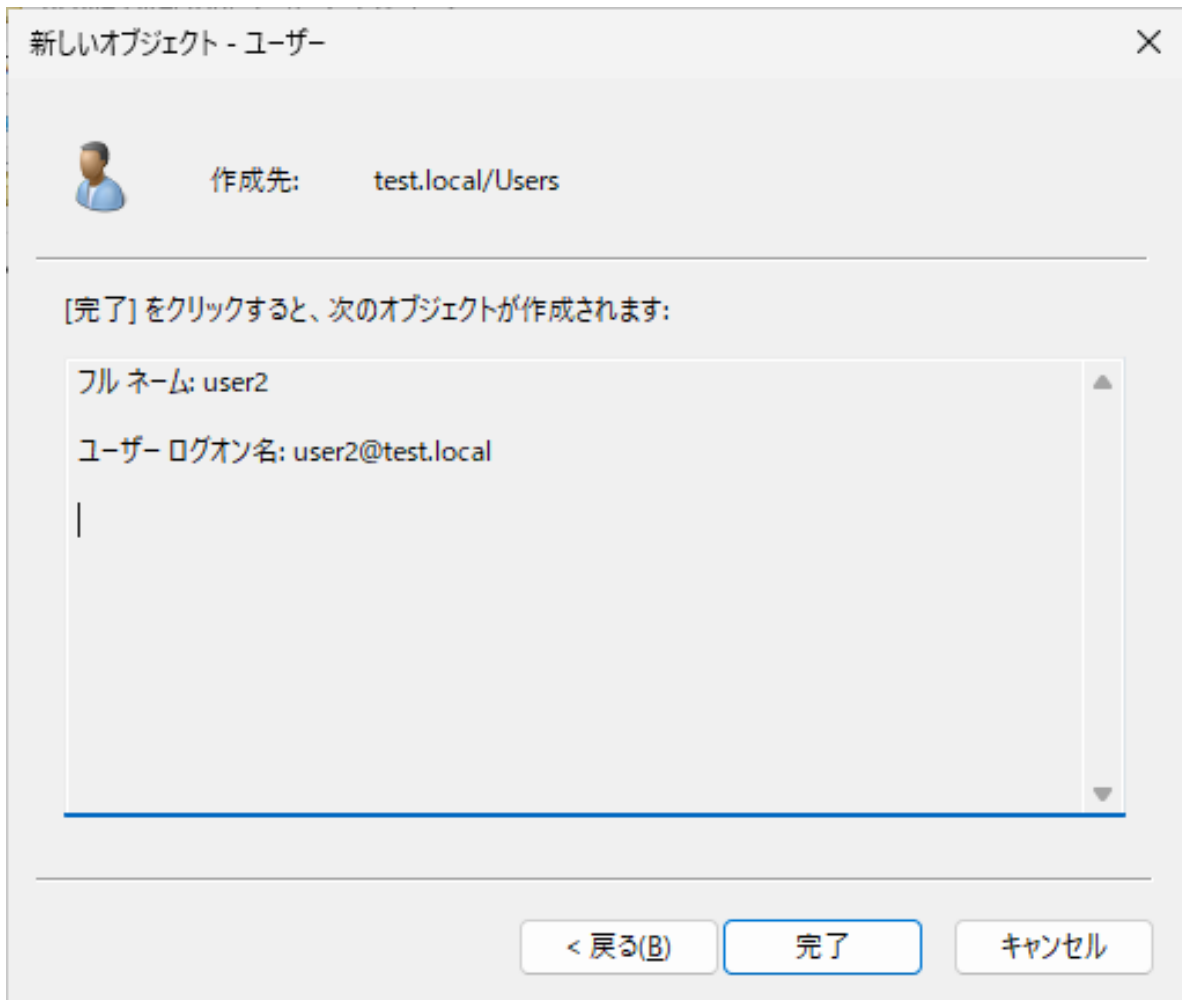 新しいオブジェクト - ユーザー
作成先: test.local/Users
[完了] をクリックすると、次のオブジェクトが作成されます:
フル ネーム: user2
ユーザー ログオン名: user2@test.local
< 戻る(B)
完了
キャンセル